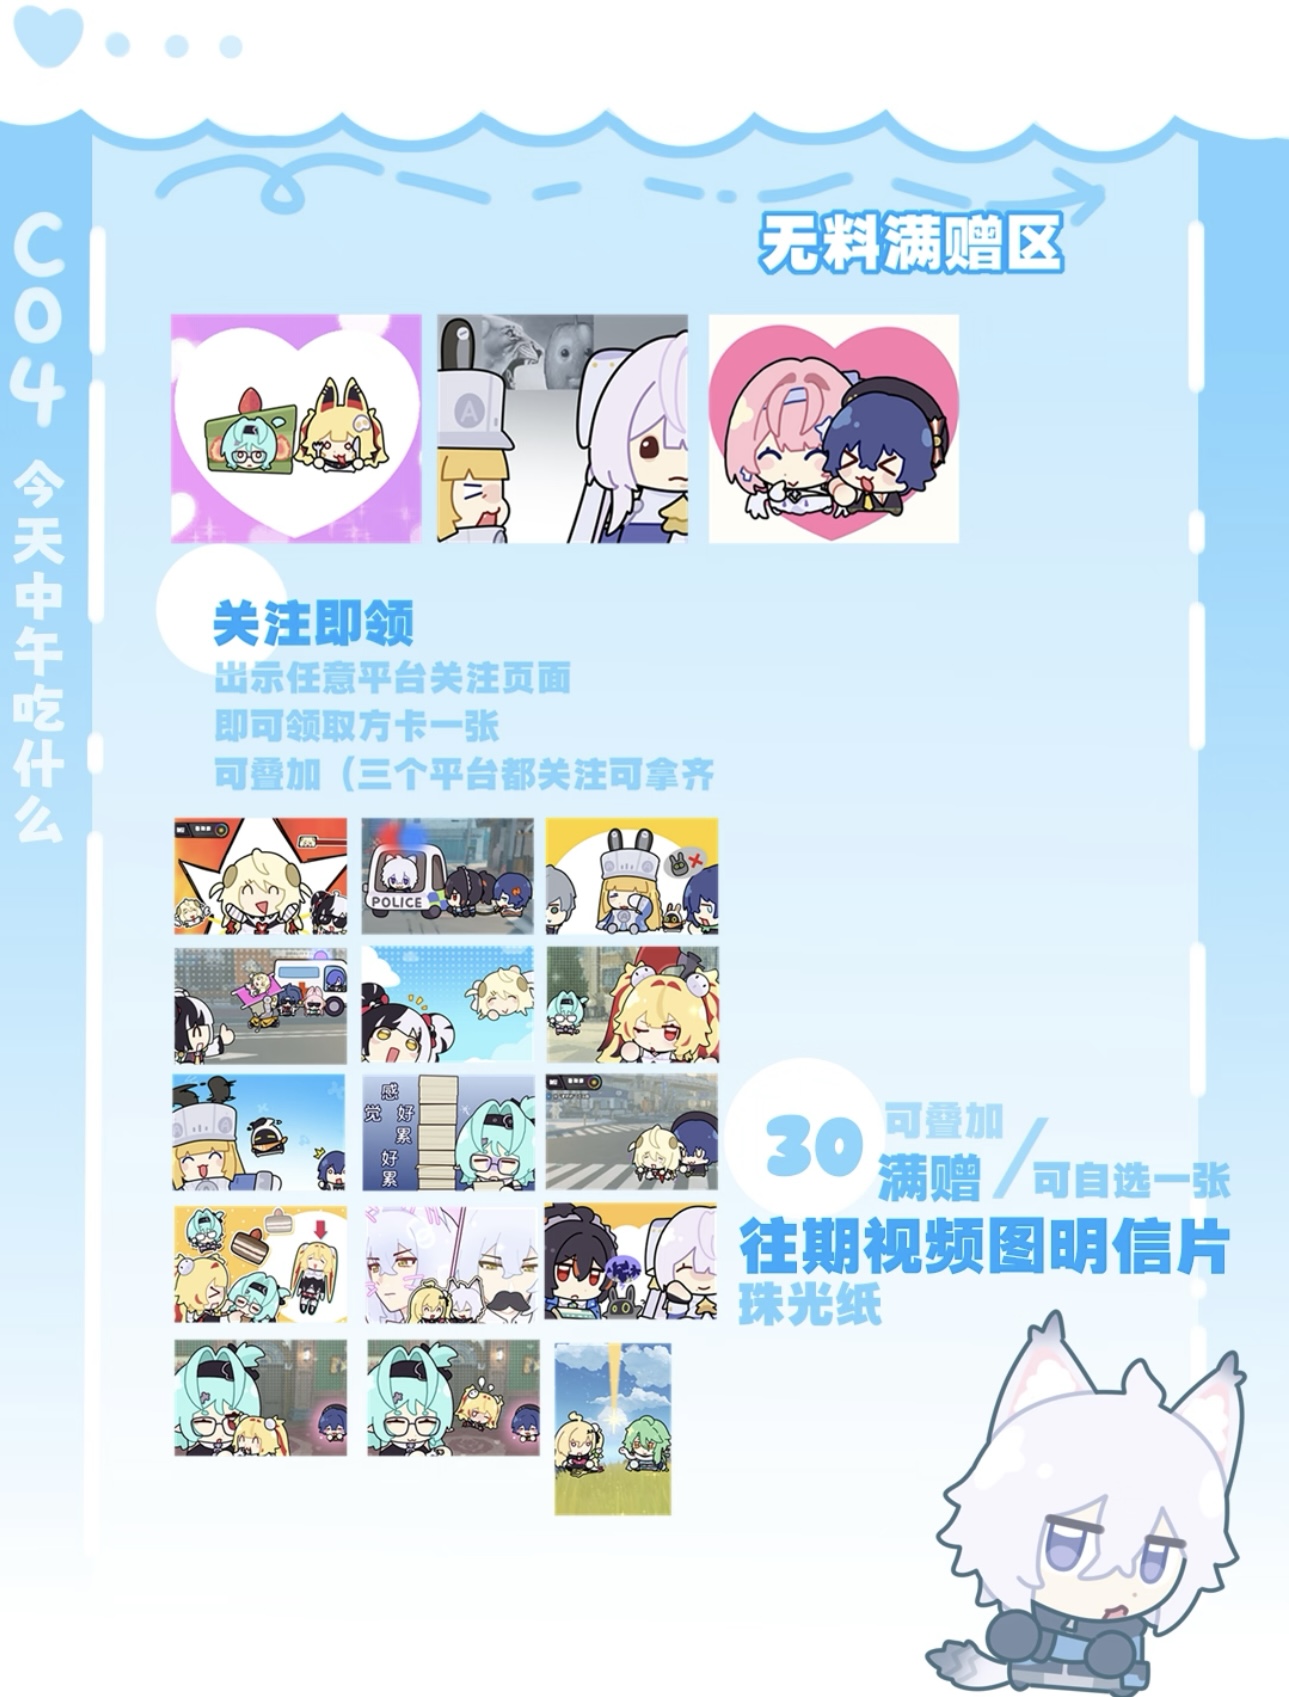 C04 今天中午吃什么
无料满赠区
A
关注即领
出示任意平台关注页面
即可领取方卡一张
可叠加（三个平台都关注可拿齐
POLICE
感觉
好累
好累
30
可叠加
满赠/可自选一张
往期视频图明信片
珠光纸